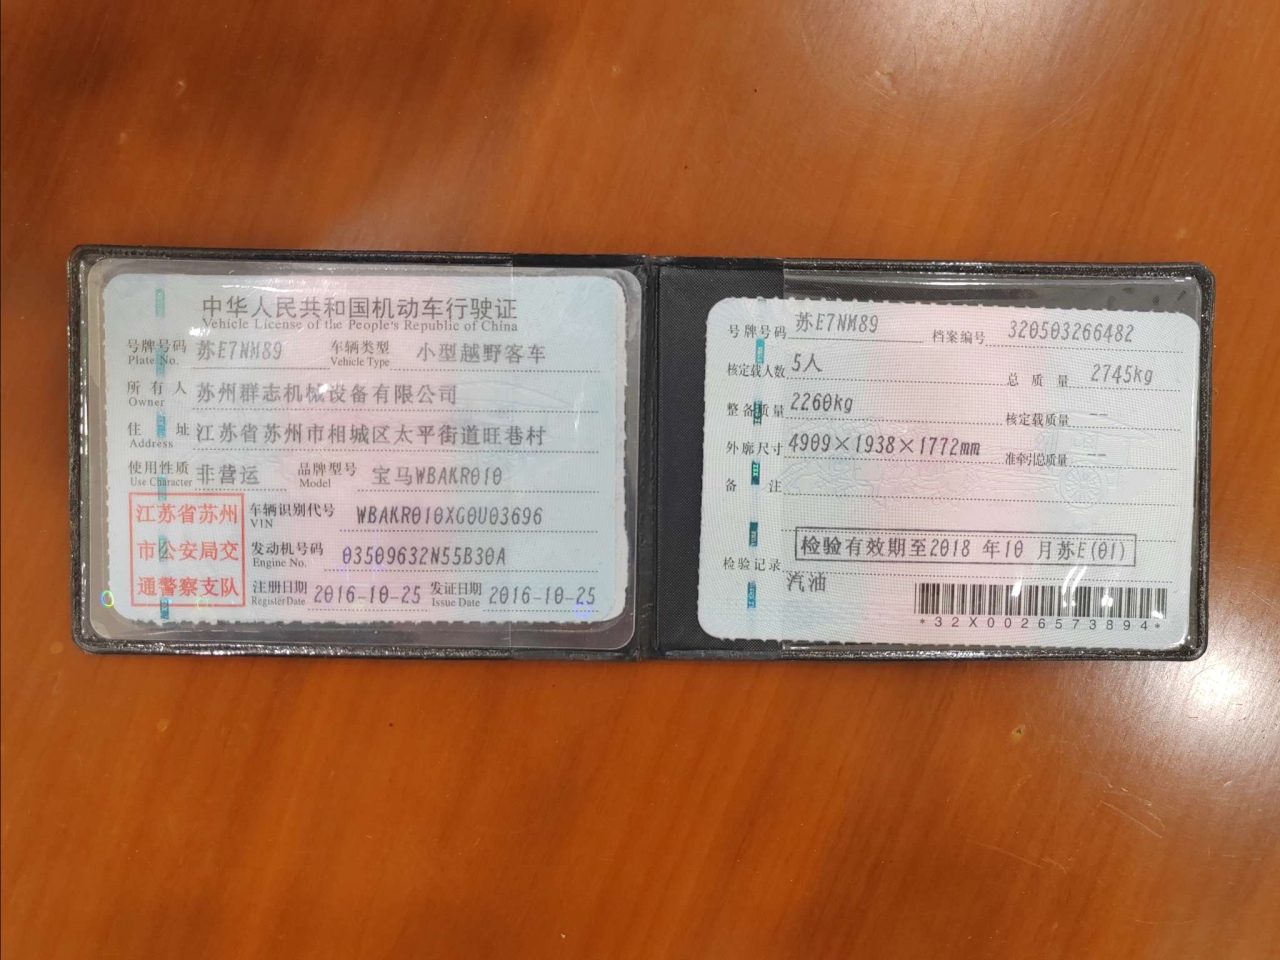 中华人民共和国机动车行驶证
Vehicle License of the People's Republic of China
号牌号码 苏E7NM89 车辆类型 小型越野客车
Plate No. Vehicle Type
所有人 苏州群志机械设备有限公司
Owner
住址 江苏省苏州市相城区太平街道旺巷村
Address
使用性质 非营运 品牌型号 宝马WBAKR010
Use Character Model
江苏省苏州
市公安局交
通警察支队
车辆识别代号 WBAKR010XG0U03696
VIN
发动机号码 03509632N55B30A
Engine No.
注册日期 2016-10-25 发证日期 2016-10-25
Register Date Issue Date
号牌号码 苏E7NM89 档案编号 320503266482
核定载人数 5人 总质量 2745kg
整备质量 2260kg 核定载质量 --
外廓尺寸 4909×1938×1772mm 准牵引总质量 --
备注
检验记录 检验有效期至2018 年10 月苏E(01)
汽油
*32X0026573894*